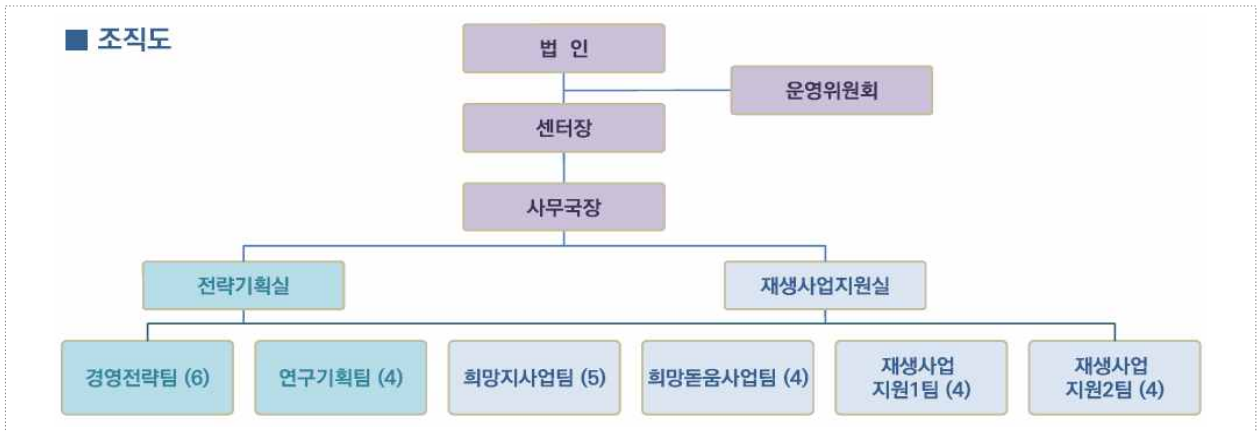 ■ 조직도
법 인
운영위원회
센터장
사무국장
전략기획실
재생사업지원실
경영전략팀 (6)
연구기획팀 (4)
희망지사업팀 (5)
희망돋움사업팀 (4)
재생사업
지원1팀 (4)
재생사업
지원2팀 (4)